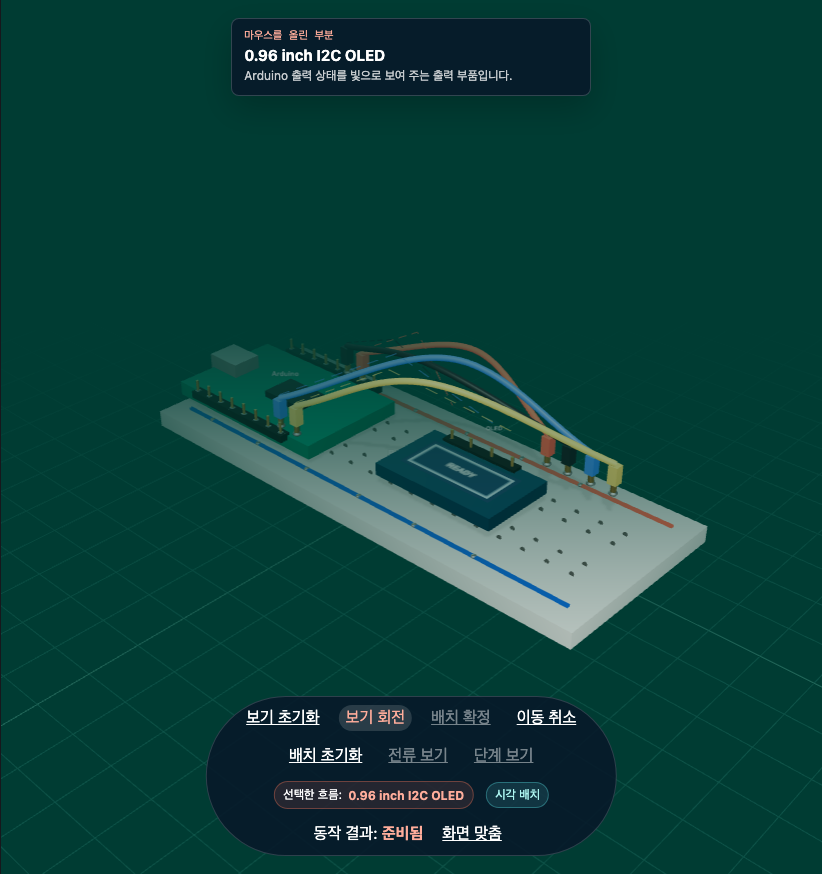 마우스를 올린 부분
0.96 inch I2C OLED
Arduino 출력 상태를 빛으로 보여 주는 출력 부품입니다.
Arduino
OLED
READY
보기 초기화 보기 회전 배치 확정 이동 취소
배치 초기화 전류 보기 단계 보기
선택한 흐름: 0.96 inch I2C OLED 시각 배치
동작 결과: 준비됨 화면 맞춤